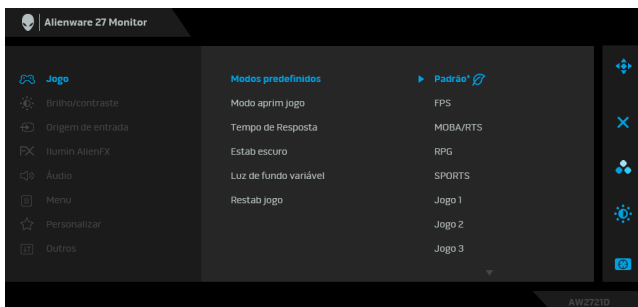 Alienware 27 Monitor
Jogo
Modos predefinidos
Padrão*
Brilho/contraste
Modo aprim jogo
FPS
Origem de entrada
Tempo de Resposta
MOBA/RTS
FX
Ilumin AlienFX
Estab escuro
RPG
Áudio
Luz de fundo variável
SPORTS
Menu
Restab jogo
Jogo 1
Personalizar
Jogo 2
Outros
Jogo 3
AW2721D